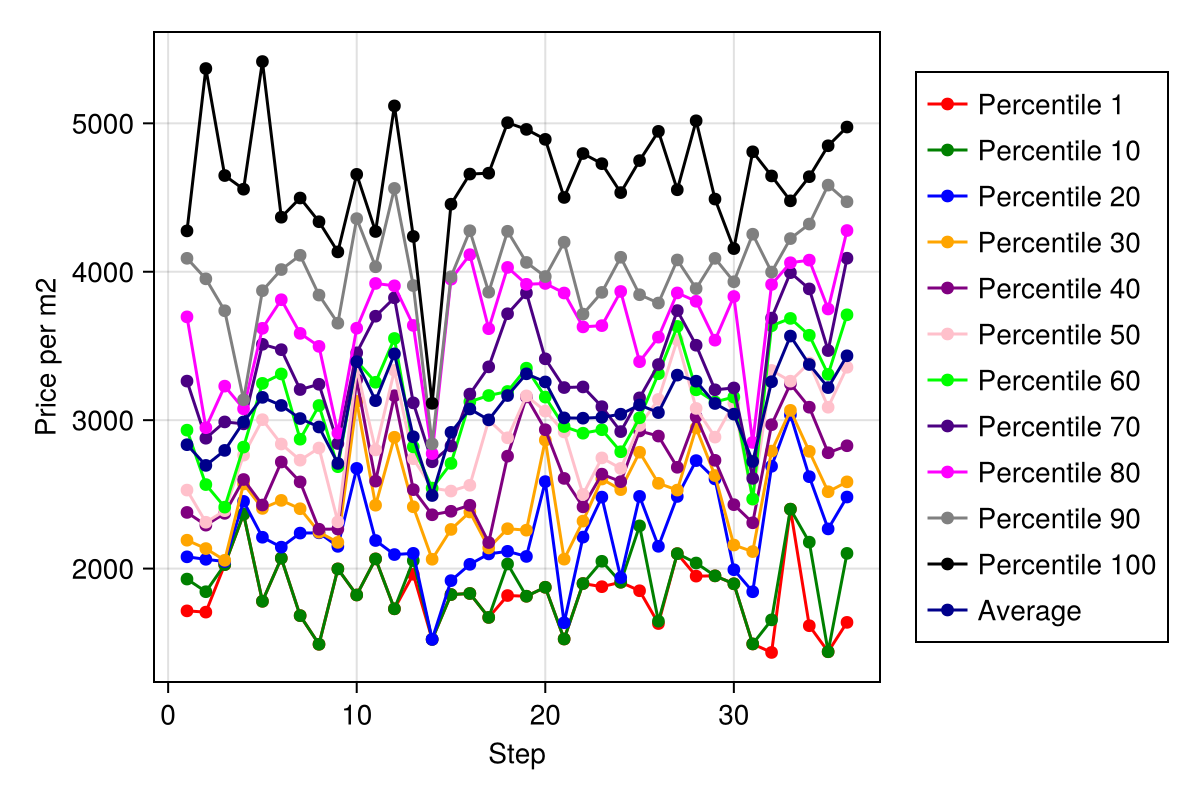 Price per m2
5000
4000
3000
2000
0
10
20
30
Step
Percentile 1
Percentile 10
Percentile 20
Percentile 30
Percentile 40
Percentile 50
Percentile 60
Percentile 70
Percentile 80
Percentile 90
Percentile 100
Average